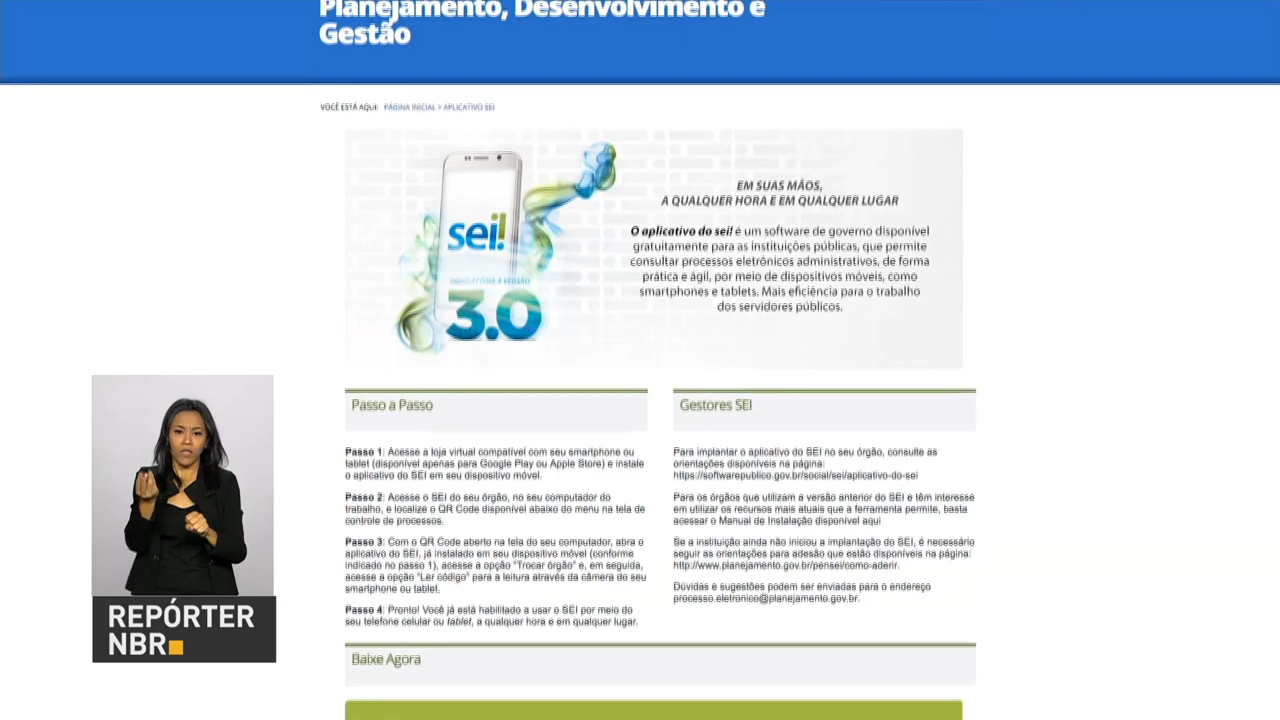 Planejamento, Desenvolvimento e
Gestão
VOCÊ ESTÁ AQUI: PÁGINA INICIAL > APLICATIVO SEI
sei!
OBRIGATÓRIA A VERSÃO
3.0
EM SUAS MÃOS,
A QUALQUER HORA E EM QUALQUER LUGAR
O aplicativo do sei! é um software de governo disponível
gratuitamente para as instituições públicas, que permite
consultar processos eletrônicos administrativos, de forma
prática e ágil, por meio de dispositivos móveis, como
smartphones e tablets. Mais eficiência para o trabalho
dos servidores públicos.
Passo a Passo
Passo 1: Acesse a loja virtual compatível com seu smartphone ou
tablet (disponível apenas para Google Play ou Apple Store) e instale
o aplicativo do SEI em seu dispositivo móvel.
Passo 2: Acesse o SEI do seu órgão, no seu computador do
trabalho, e localize o QR Code disponível abaixo do menu na tela de
controle de processos.
Passo 3: Com o QR Code aberto na tela do seu computador, abra o
aplicativo do SEI, já instalado em seu dispositivo móvel (conforme
indicado no passo 1), acesse a opção "Trocar órgão" e, em seguida,
acesse a opção "Ler código" para a leitura através da câmera do seu
smartphone ou tablet.
Passo 4: Pronto! Você já está habilitado a usar o SEI por meio do
seu telefone celular ou tablet, a qualquer hora e em qualquer lugar.
Gestores SEI
Para implantar o aplicativo do SEI no seu órgão, consulte as
orientações disponíveis na página:
https://softwarepublico.gov.br/social/sei/aplicativo-do-sei
Para os órgãos que utilizam a versão anterior do SEI e têm interesse
em utilizar os recursos mais atuais que a ferramenta permite, basta
acessar o Manual de Instalação disponível aqui
Se a instituição ainda não iniciou a implantação do SEI, é necessário
seguir as orientações para adesão que estão disponíveis na página:
http://www.planejamento.gov.br/pensei/como-aderir.
Dúvidas e sugestões podem ser enviadas para o endereço
processo.eletronico@planejamento.gov.br.
Baixe Agora
REPÓRTER
NBR